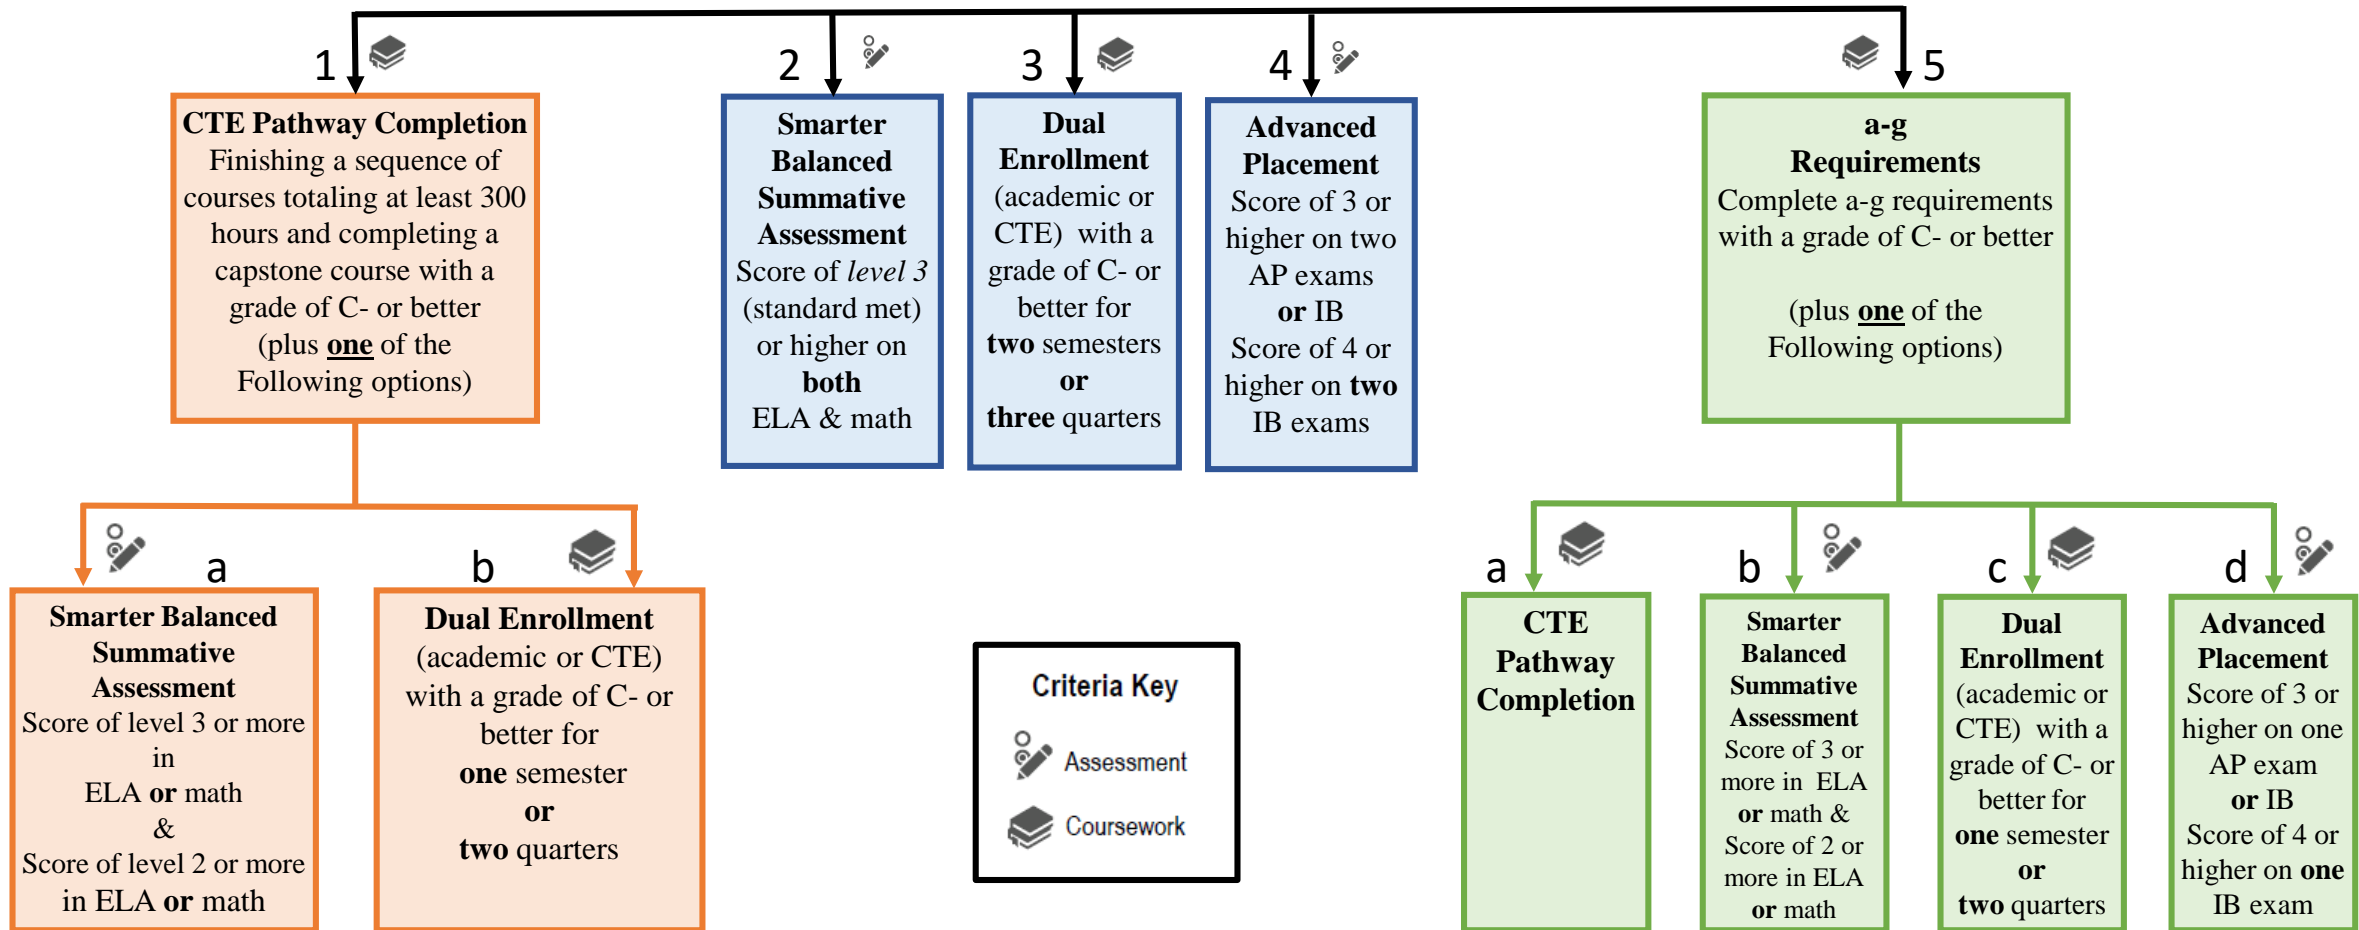 1
CTE Pathway Completion
Finishing a sequence of
courses totaling at least 300
hours and completing a
capstone course with a
grade of C- or better
(plus one of the
Following options)
2
Smarter
Balanced
Summative
Assessment
Score of level 3
(standard met)
or higher on
both
ELA & math
3
Dual
Enrollment
(academic or
CTE) with a
grade of C- or
better for
two semesters
or
three quarters
4
Advanced
Placement
Score of 3 or
higher on two
AP exams
or IB
Score of 4 or
higher on two
IB exams
5
a-g
Requirements
Complete a-g requirements
with a grade of C- or better
(plus one of the
Following options)
a
Smarter Balanced
Summative
Assessment
Score of level 3 or more
in
ELA or math
&
Score of level 2 or more
in ELA or math
b
Dual Enrollment
(academic or CTE)
with a grade of C- or
better for
one semester
or
two quarters
Criteria Key
Assessment
Coursework
a
CTE
Pathway
Completion
b
Smarter
Balanced
Summative
Assessment
Score of 3 or
more in ELA
or math &
Score of 2 or
more in ELA
or math
c
Dual
Enrollment
(academic or
CTE) with a
grade of C- or
better for
one semester
or
two quarters
d
Advanced
Placement
Score of 3 or
higher on one
AP exam
or IB
Score of 4 or
higher on one
IB exam